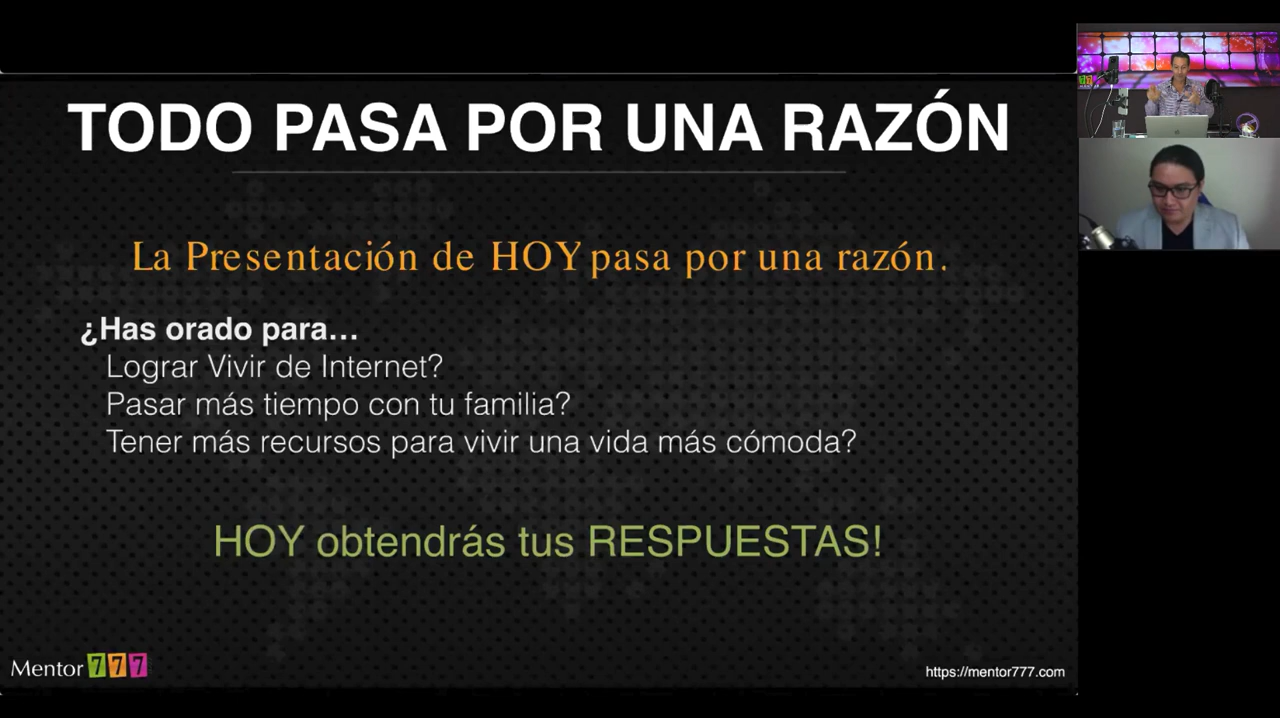 TODO PASA POR UNA RAZÓN
La Presentación de HOY pasa por una razón.
¿Has orado para...
Lograr Vivir de Internet?
Pasar más tiempo con tu familia?
Tener más recursos para vivir una vida más cómoda?
HOY obtendrás tus RESPUESTAS!
Mentor 777
https://mentor777.com